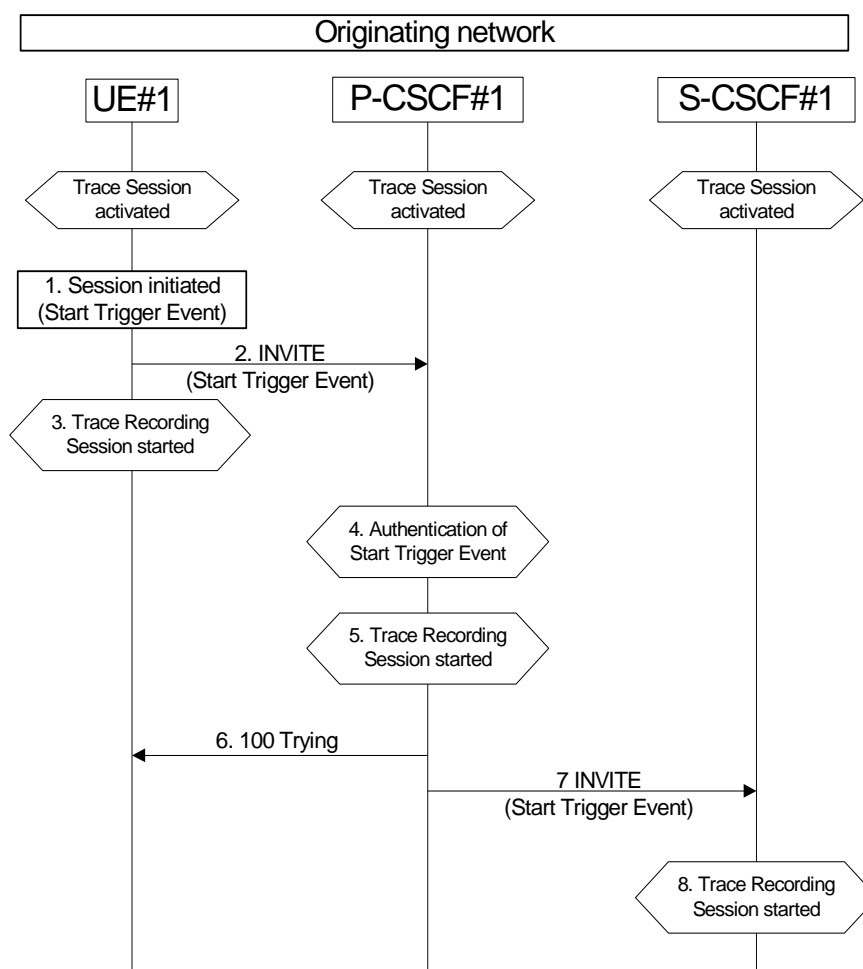 Originating network
UE#1
P-CSCF#1
S-CSCF#1
Trace Session
activated
Trace Session
activated
Trace Session
activated
1. Session initiated
(Start Trigger Event)
2. INVITE
(Start Trigger Event)
3. Trace Recording
Session started
4. Authentication of
Start Trigger Event
5. Trace Recording
Session started
6. 100 Trying
7 INVITE
(Start Trigger Event)
8. Trace Recording
Session started